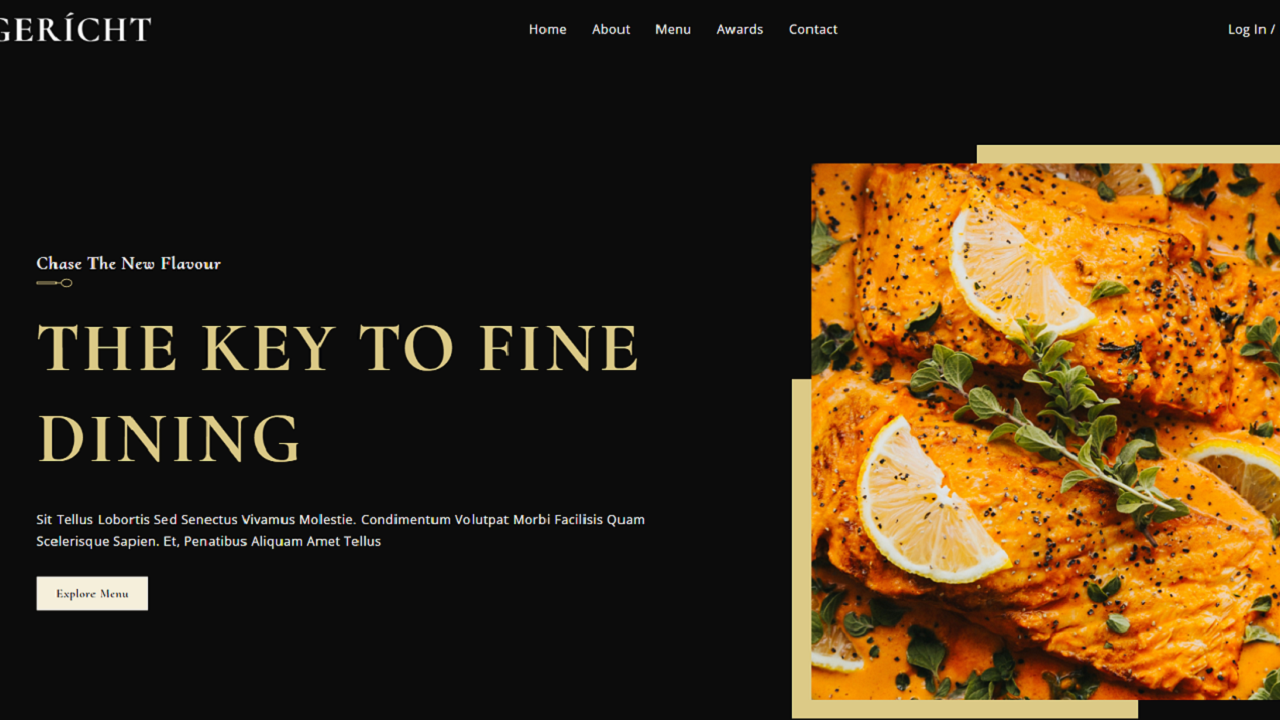 GERÍCHT
Home About Menu Awards Contact
Log In /
Chase The New Flavour
THE KEY TO FINE
DINING
Sit Tellus Lobortis Sed Senectus Vivamus Molestie. Condimentum Volutpat Morbi Facilisis Quam
Scelerisque Sapien. Et, Penatibus Aliquam Amet Tellus
Explore Menu